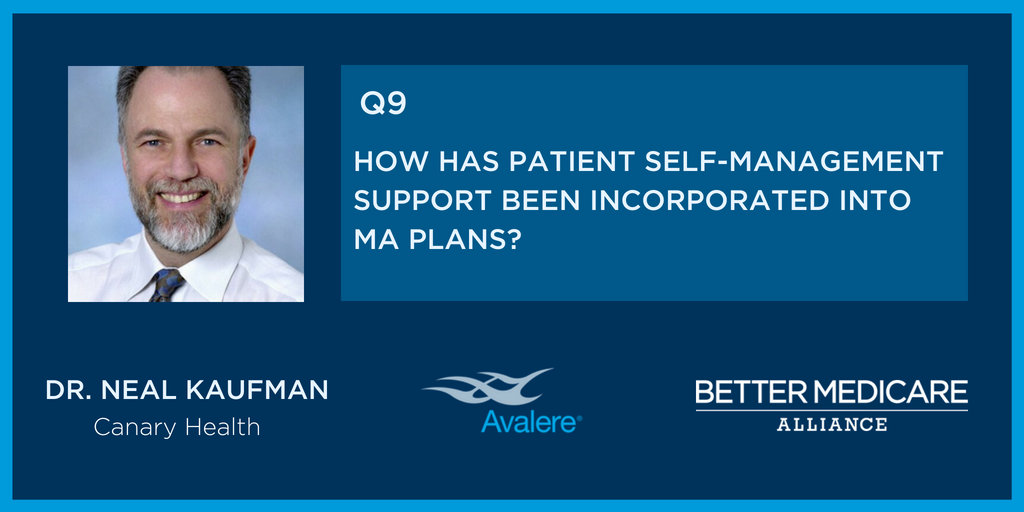 Q9
HOW HAS PATIENT SELF-MANAGEMENT
SUPPORT BEEN INCORPORATED INTO
MA PLANS?
DR. NEAL KAUFMAN
Canary Health
Avalere®
BETTER MEDICARE
ALLIANCE